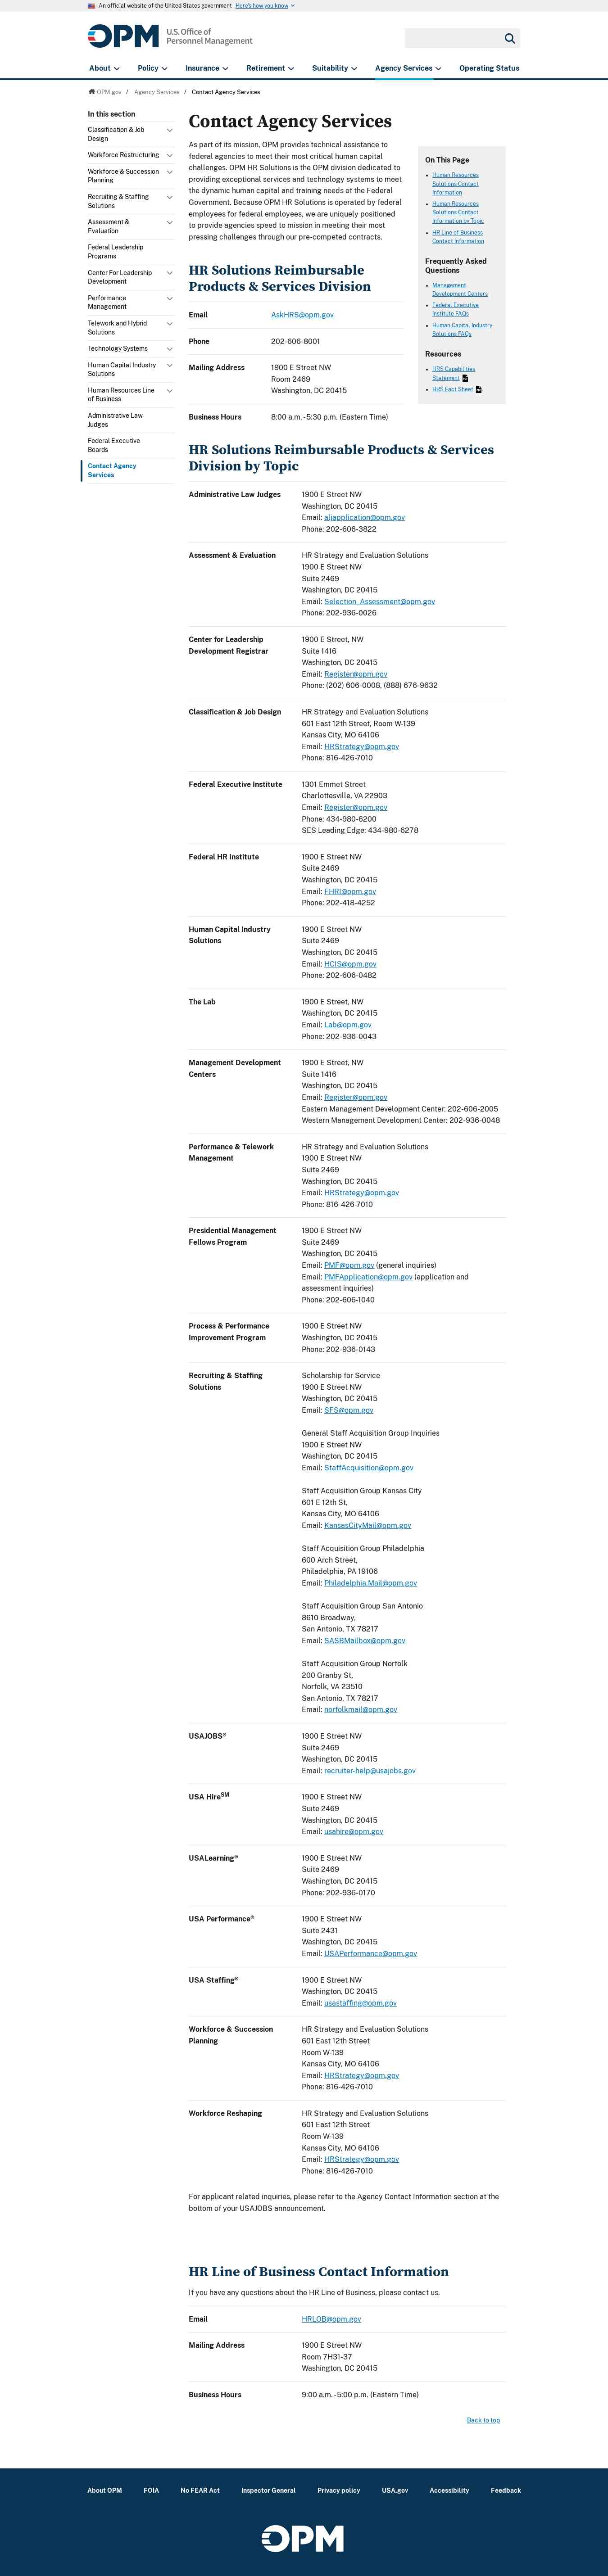 An official website of the United States government Here's how you know
OPM U.S. Office of
Personnel Management
About Policy Insurance Retirement Suitability Agency Services Operating Status
OPM.gov / Agency Services / Contact Agency Services
In this section
Classification & Job
Design
Workforce Restructuring
Workforce & Succession
Planning
Recruiting & Staffing
Solutions
Assessment &
Evaluation
Federal Leadership
Programs
Center For Leadership
Development
Performance
Management
Telework and Hybrid
Solutions
Technology Systems
Human Capital Industry
Solutions
Human Resources Line
of Business
Administrative Law
Judges
Federal Executive
Boards
Contact Agency
Services
Contact Agency Services
As part of its mission, OPM provides technical assistance to
Federal agencies to meet their most critical human capital
challenges. OPM HR Solutions is the OPM division dedicated to
providing exceptional services and insights to meet the
dynamic human capital and training needs of the Federal
Government. Because OPM HR Solutions is powered by federal
employees for federal employees, we are uniquely positioned
to understand agency challenges. We are happy to provide this
assistance starting through our pre-competed contracts.
On This Page
• Human Resources
Solutions Contact
Information
• Human Resources
Solutions Contact
Information by Topic
• HR Line of Business
Contact Information
Frequently Asked
Questions
• Management
Development Centers
• Federal Executive
Institute FAQs
• Human Capital Industry
Solutions FAQs
Resources
• HRS Capabilities
Statement
• HRS Fact Sheet
HR Solutions Reimbursable
Products & Services Division
Email AskHRS@opm.gov
Phone 202-606-8001
Mailing Address 1900 E Street NW
Room 2469
Washington, DC 20415
Business Hours 8:00 a.m. - 5:30 p.m. (Eastern Time)
HR Solutions Reimbursable Products & Services
Division by Topic
Administrative Law Judges 1900 E Street NW
Washington, DC 20415
Email: aljapplication@opm.gov
Phone: 202-606-3822
Assessment & Evaluation HR Strategy and Evaluation Solutions
1900 E Street NW
Suite 2469
Washington, DC 20415
Email: Selection_Assessment@opm.gov
Phone: 202-936-0026
Center for Leadership 1900 E Street, NW
Development Registrar Suite 1416
Washington, DC 20415
Email: Register@opm.gov
Phone: (202) 606-0008, (888) 676-9632
Classification & Job Design HR Strategy and Evaluation Solutions
601 East 12th Street, Room W-139
Kansas City, MO 64106
Email: HRStrategy@opm.gov
Phone: 816-426-7010
Federal Executive Institute 1301 Emmet Street
Charlottesville, VA 22903
Email: Register@opm.gov
Phone: 434-980-6200
SES Leading Edge: 434-980-6278
Federal HR Institute 1900 E Street NW
Suite 2469
Washington, DC 20415
Email: FHRI@opm.gov
Phone: 202-418-4252
Human Capital Industry 1900 E Street NW
Solutions Suite 2469
Washington, DC 20415
Email: HCIS@opm.gov
Phone: 202-606-0482
The Lab 1900 E Street, NW
Washington, DC 20415
Email: Lab@opm.gov
Phone: 202-936-0043
Management Development 1900 E Street, NW
Centers Suite 1416
Washington, DC 20415
Email: Register@opm.gov
Eastern Management Development Center: 202-606-2005
Western Management Development Center: 202-936-0048
Performance & Telework HR Strategy and Evaluation Solutions
Management 1900 E Street NW
Suite 2469
Washington, DC 20415
Email: HRStrategy@opm.gov
Phone: 816-426-7010
Presidential Management 1900 E Street NW
Fellows Program Suite 2469
Washington, DC 20415
Email: PMF@opm.gov (general inquiries)
Email: PMFApplication@opm.gov (application and
assessment inquiries)
Phone: 202-606-1040
Process & Performance 1900 E Street NW
Improvement Program Washington, DC 20415
Phone: 202-936-0143
Recruiting & Staffing Scholarship for Service
Solutions 1900 E Street NW
Washington, DC 20415
Email: SFS@opm.gov
General Staff Acquisition Group Inquiries
1900 E Street NW
Washington, DC 20415
Email: StaffAcquisition@opm.gov
Staff Acquisition Group Kansas City
601 E 12th St,
Kansas City, MO 64106
Email: KansasCityMail@opm.gov
Staff Acquisition Group Philadelphia
600 Arch Street,
Philadelphia, PA 19106
Email: Philadelphia.Mail@opm.gov
Staff Acquisition Group San Antonio
8610 Broadway,
San Antonio, TX 78217
Email: SASBMailbox@opm.gov
Staff Acquisition Group Norfolk
200 Granby St,
Norfolk, VA 23510
San Antonio, TX 78217
Email: norfolkmail@opm.gov
USAJOBS® 1900 E Street NW
Suite 2469
Washington, DC 20415
Email: recruiter-help@usajobs.gov
USA HireSM 1900 E Street NW
Suite 2469
Washington, DC 20415
Email: usahire@opm.gov
USALearning® 1900 E Street NW
Suite 2469
Washington, DC 20415
Phone: 202-936-0170
USA Performance® 1900 E Street NW
Suite 2431
Washington, DC 20415
Email: USAPerformance@opm.gov
USA Staffing® 1900 E Street NW
Washington, DC 20415
Email: usastaffing@opm.gov
Workforce & Succession HR Strategy and Evaluation Solutions
Planning 601 East 12th Street
Room W-139
Kansas City, MO 64106
Email: HRStrategy@opm.gov
Phone: 816-426-7010
Workforce Reshaping HR Strategy and Evaluation Solutions
601 East 12th Street
Room W-139
Kansas City, MO 64106
Email: HRStrategy@opm.gov
Phone: 816-426-7010
For applicant related inquiries, please refer to the Agency Contact Information section at the
bottom of your USAJOBS announcement.
HR Line of Business Contact Information
If you have any questions about the HR Line of Business, please contact us.
Email HRLOB@opm.gov
Mailing Address 1900 E Street NW
Room 7H31-37
Washington, DC 20415
Business Hours 9:00 a.m. - 5:00 p.m. (Eastern Time)
Back to top
About OPM FOIA No FEAR Act Inspector General Privacy policy USA.gov Accessibility Feedback
OPM